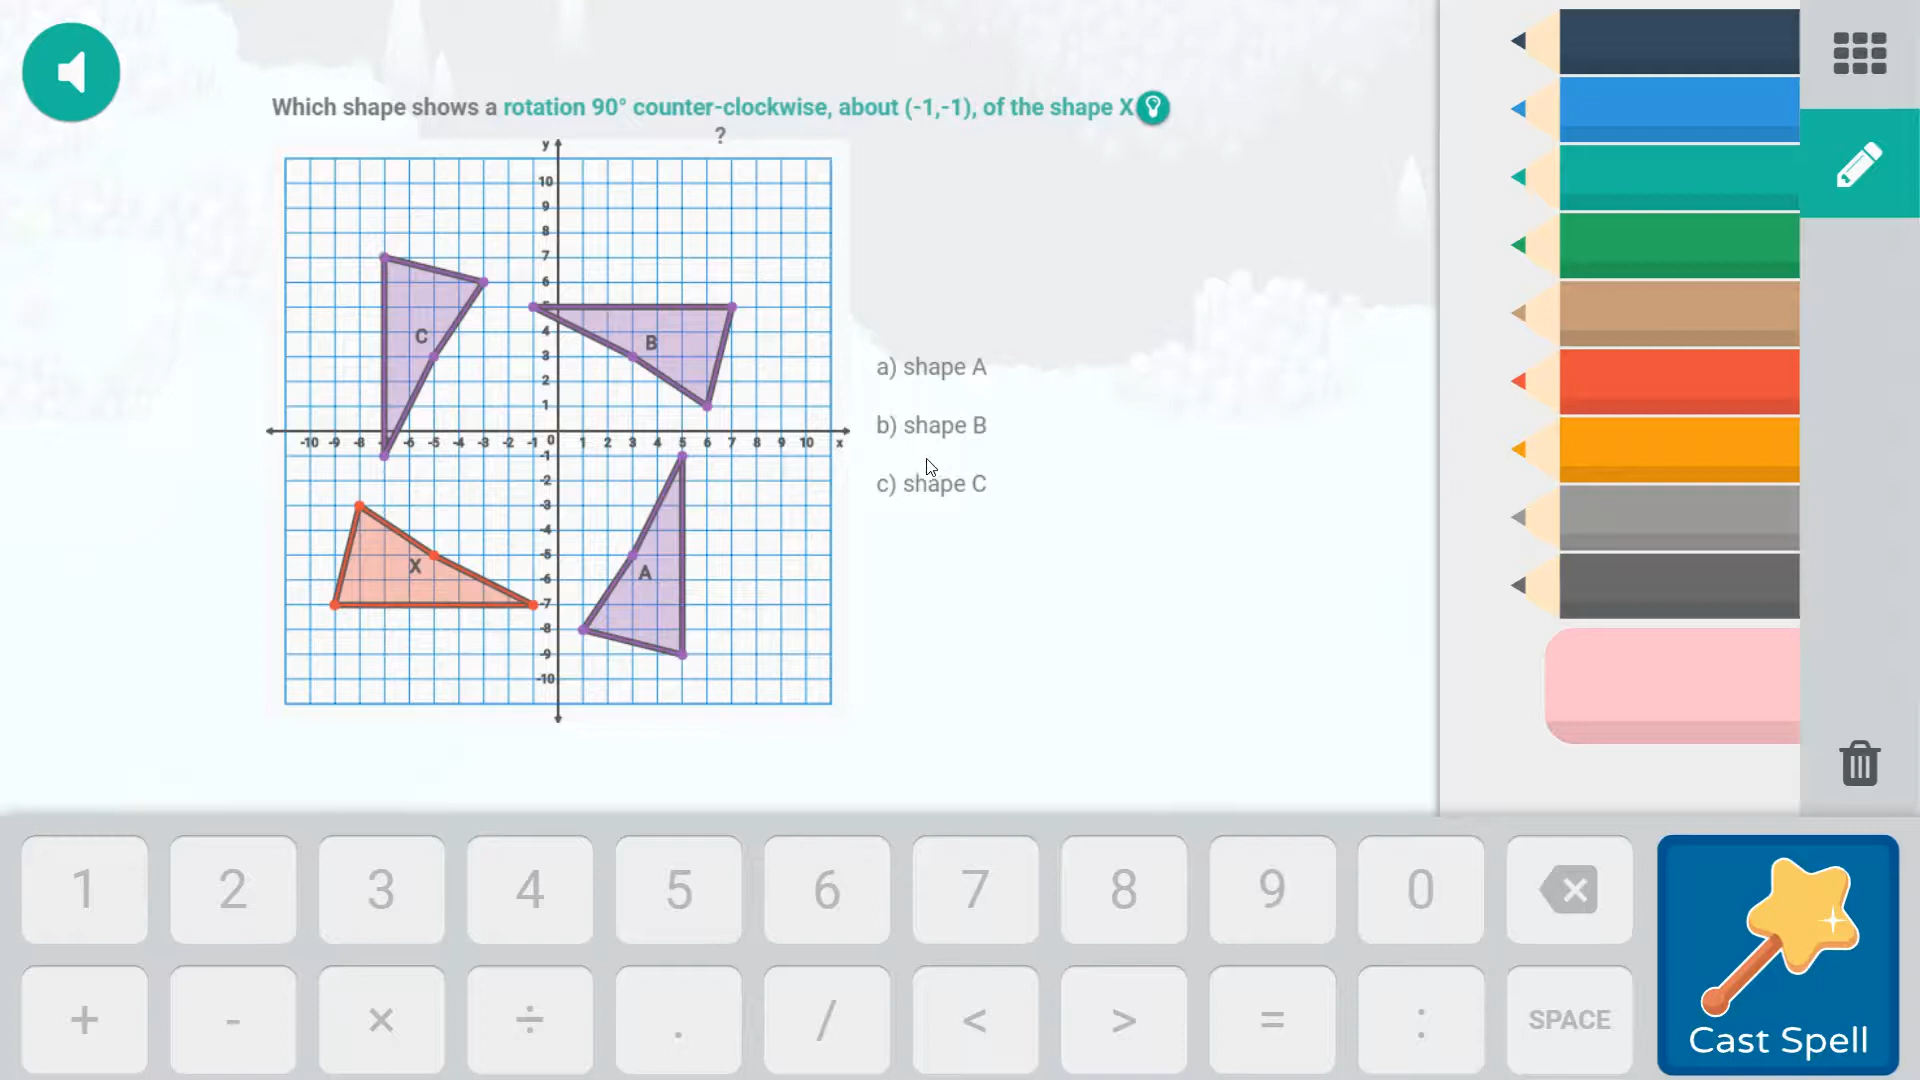 Which shape shows a rotation 90° counter-clockwise, about (-1,-1), of the shape X
?
y
10
9
8
7
6
5
4
3
2
1
-10 -9 -8 -7 -6 -5 -4 -3 -2 -1 0 1 2 3 4 5 6 7 8 9 10 x
-1
-2
-3
-4
-5
-6
-7
-8
-9
-10
C
B
X
A
a) shape A
b) shape B
c) shape C
1 2 3 4 5 6 7 8 9 0
+ - × ÷ . / < > = : SPACE
Cast Spell